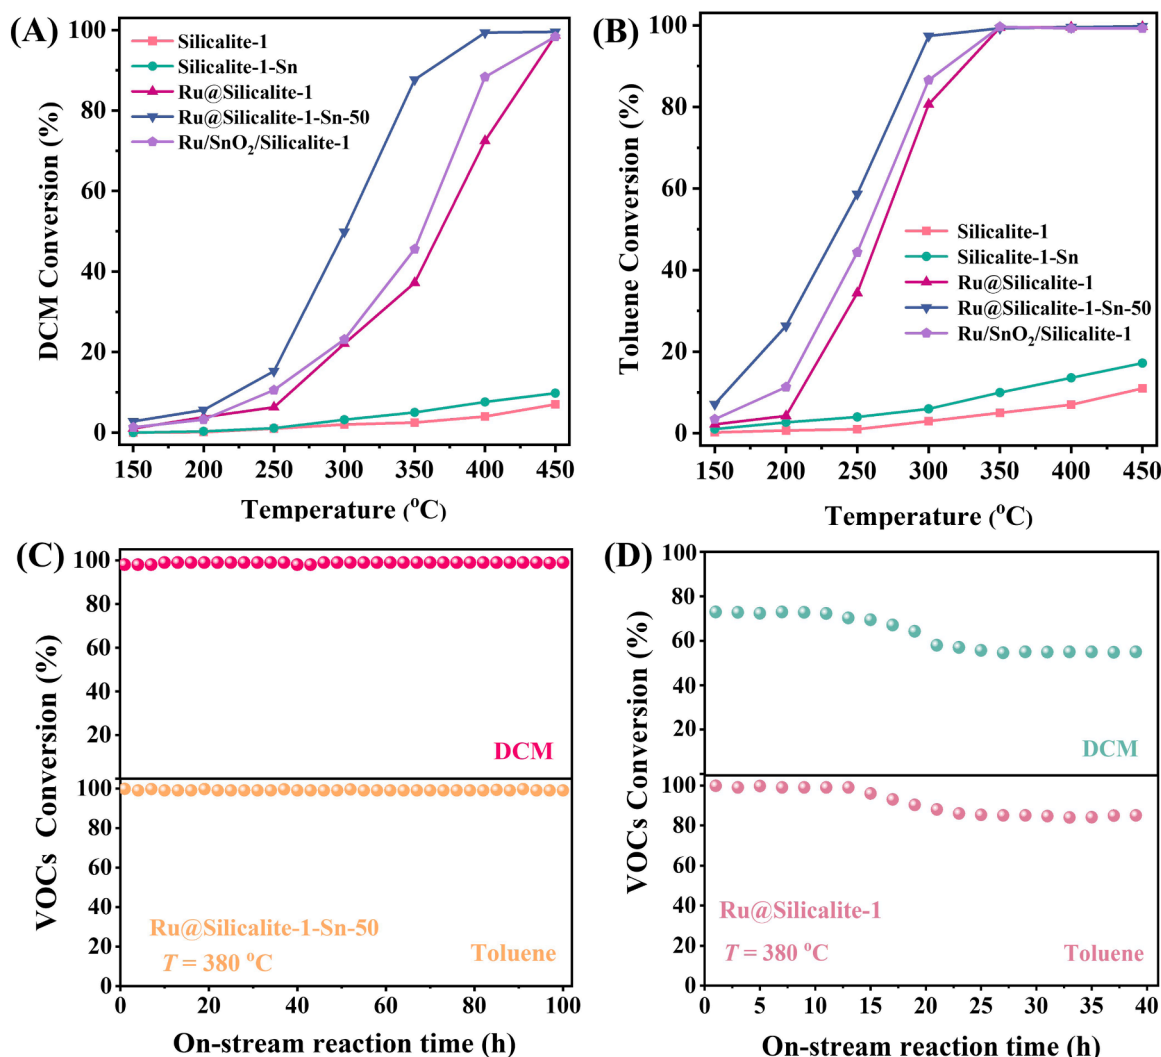 (A)
DCM Conversion (%)
100
80
60
40
20
0
Silicalite-1
Silicalite-1-Sn
Ru@Silicalite-1
Ru@Silicalite-1-Sn-50
Ru/SnO₂/Silicalite-1
150 200 250 300 350 400 450
Temperature (°C)
(B)
Toluene Conversion (%)
100
80
60
40
20
0
Silicalite-1
Silicalite-1-Sn
Ru@Silicalite-1
Ru@Silicalite-1-Sn-50
Ru/SnO₂/Silicalite-1
150 200 250 300 350 400 450
Temperature (°C)
(C)
VOCs Conversion (%)
100
80
60
40
20
DCM
100
80
60
40
20
0
Ru@Silicalite-1-Sn-50
T = 380 °C
Toluene
0 20 40 60 80 100
On-stream reaction time (h)
(D)
VOCs Conversion (%)
100
80
60
40
20
DCM
100
80
60
40
20
0
Ru@Silicalite-1
T = 380 °C
Toluene
0 5 10 15 20 25 30 35 40
On-stream reaction time (h)